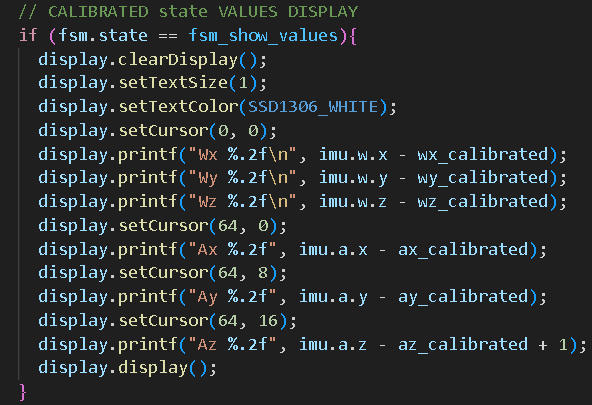 // CALIBRATED state VALUES DISPLAY
if (fsm.state == fsm_show_values){
  display.clearDisplay();
  display.setTextSize(1);
  display.setTextColor(SSD1306_WHITE);
  display.setCursor(0, 0);
  display.printf("Wx %.2f\n", imu.w.x - wx_calibrated);
  display.printf("Wy %.2f\n", imu.w.y - wy_calibrated);
  display.printf("Wz %.2f\n", imu.w.z - wz_calibrated);
  display.setCursor(64, 0);
  display.printf("Ax %.2f", imu.a.x - ax_calibrated);
  display.setCursor(64, 8);
  display.printf("Ay %.2f", imu.a.y - ay_calibrated);
  display.setCursor(64, 16);
  display.printf("Az %.2f", imu.a.z - az_calibrated + 1);
  display.display();
}